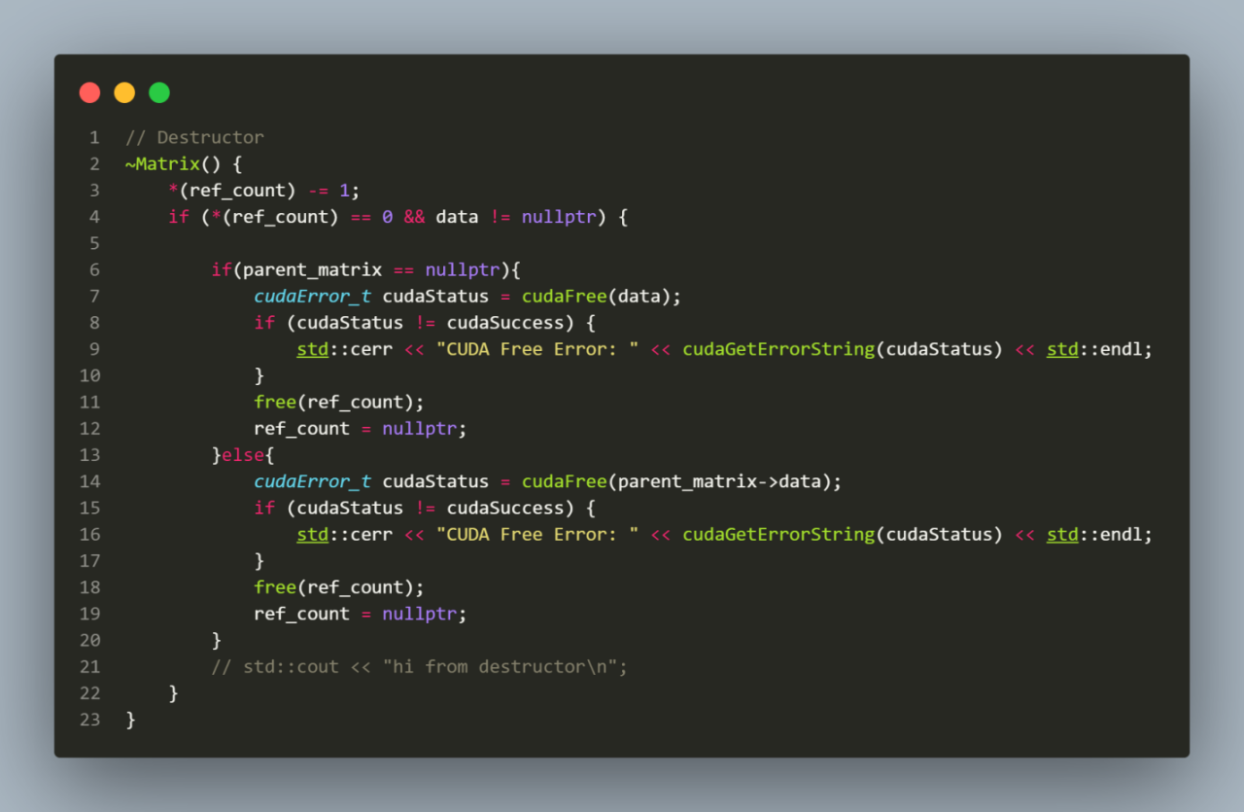 1 // Destructor
2 ~Matrix() {
3     *(ref_count) -= 1;
4     if (*(ref_count) == 0 && data != nullptr) {
5
6         if(parent_matrix == nullptr){
7             cudaError_t cudaStatus = cudaFree(data);
8             if (cudaStatus != cudaSuccess) {
9                 std::cerr << "CUDA Free Error: " << cudaGetErrorString(cudaStatus) << std::endl;
10             }
11             free(ref_count);
12             ref_count = nullptr;
13         }else{
14             cudaError_t cudaStatus = cudaFree(parent_matrix->data);
15             if (cudaStatus != cudaSuccess) {
16                 std::cerr << "CUDA Free Error: " << cudaGetErrorString(cudaStatus) << std::endl;
17             }
18             free(ref_count);
19             ref_count = nullptr;
20         }
21         // std::cout << "hi from destructor\n";
22     }
23 }